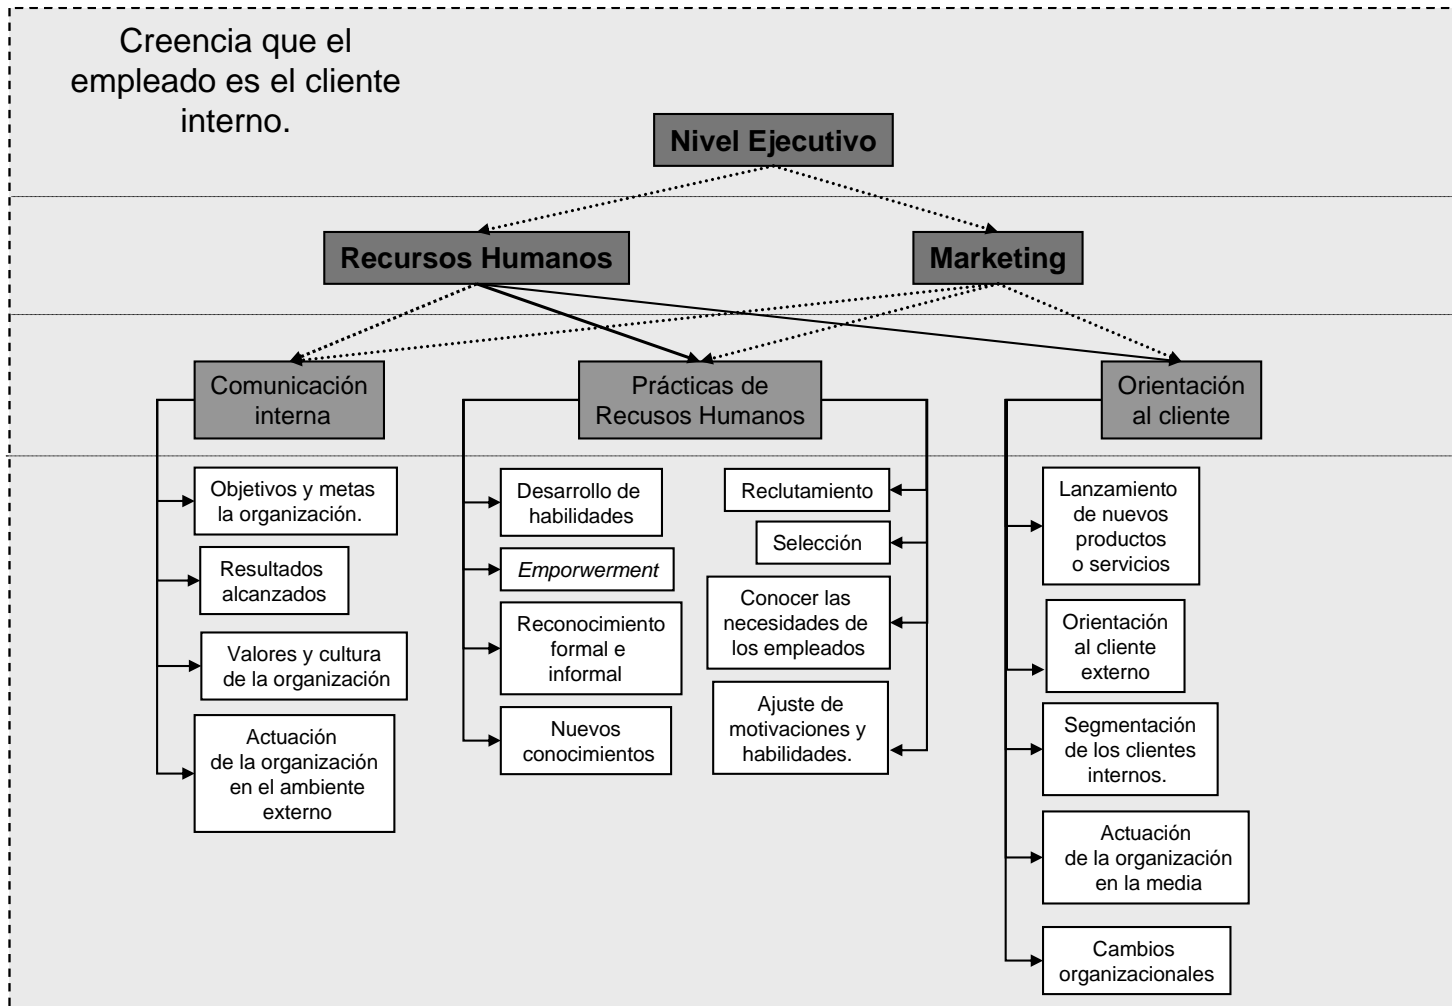 Creencia que el
empleado es el cliente
interno.
Nivel Ejecutivo
Recursos Humanos
Marketing
Comunicación
interna
Prácticas de
Recusos Humanos
Orientación
al cliente
Objetivos y metas
la organización.
Resultados
alcanzados
Valores y cultura
de la organización
Actuación
de la organización
en el ambiente
externo
Desarrollo de
habilidades
Emporwerment
Reconocimiento
formal e
informal
Nuevos
conocimientos
Reclutamiento
Selección
Conocer las
necesidades de
los empleados
Ajuste de
motivaciones y
habilidades.
Lanzamiento
de nuevos
productos
o servicios
Orientación
al cliente
externo
Segmentación
de los clientes
internos.
Actuación
de la organización
en la media
Cambios
organizacionales